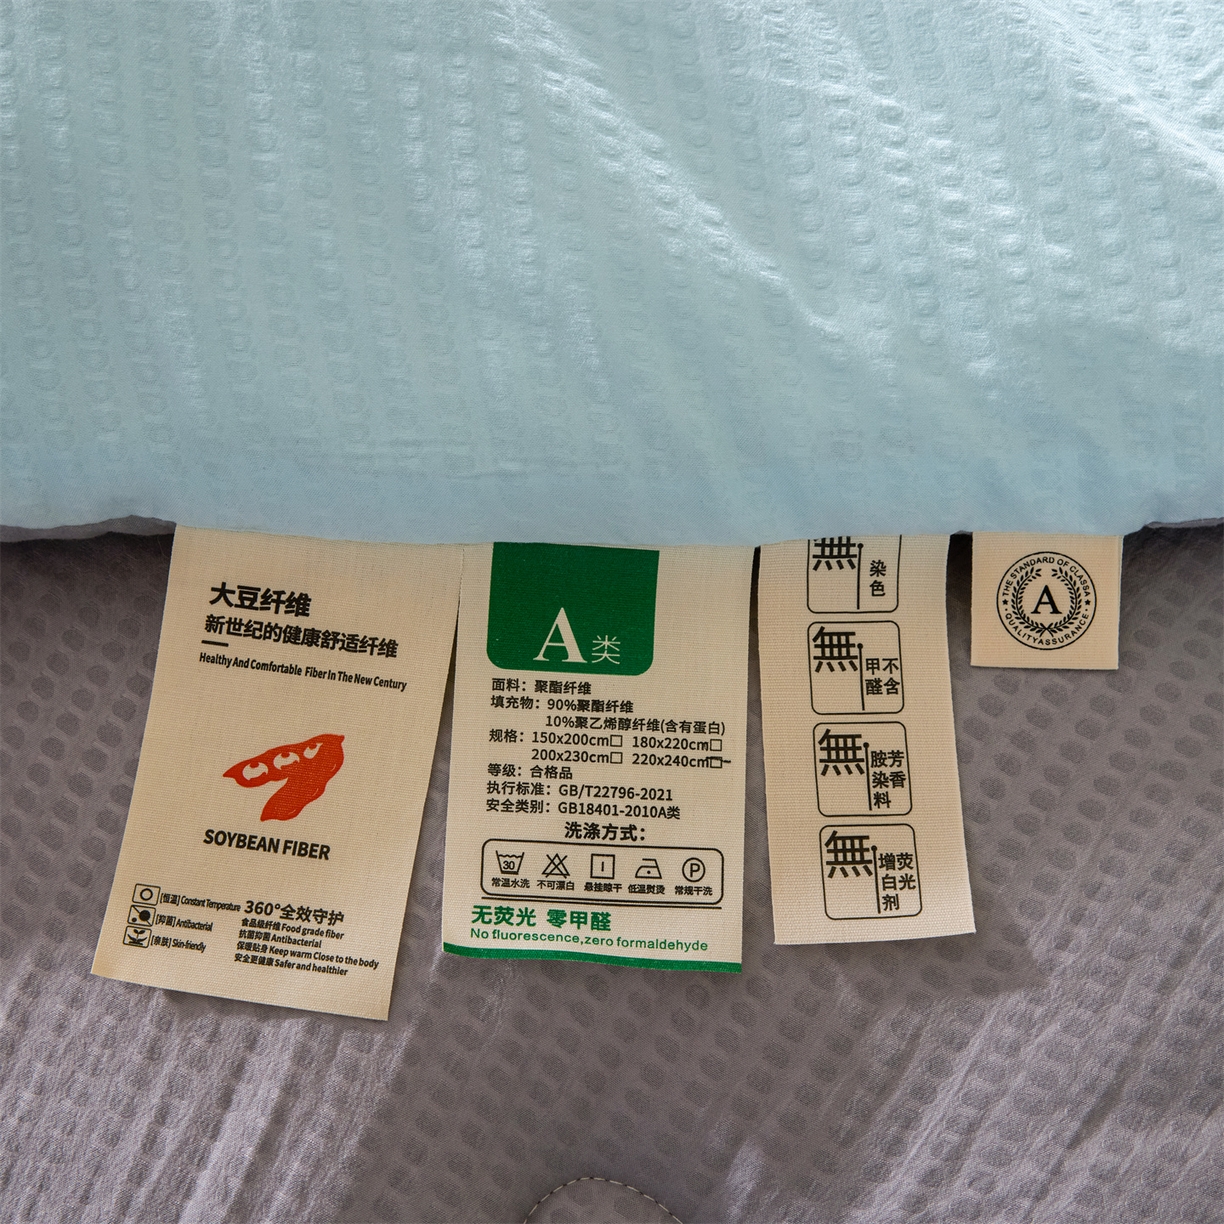 大豆纤维
新世纪的健康舒适纤维
Healthy And Comfortable Fiber In The New Century
SOYBEAN FIBER
[恒温] Constant Temperature
[抑菌] Antibacterial
[亲肤] Skin-friendly
360°全效守护
食品级纤维 Food grade fiber
抗菌抑菌 Antibacterial
保暖贴身 Keep warm Close to the body
安全更健康 Safer and healthier
A类
面料：聚酯纤维
填充物：90%聚酯纤维
10%聚乙烯醇纤维(含有蛋白)
规格：150x200cm□ 180x220cm□
200x230cm□ 220x240cm□
等级：合格品
执行标准：GB/T22796-2021
安全类别：GB18401-2010A类
洗涤方式：
30
P
常温水洗 不可漂白 悬挂晾干 低温熨烫 常规干洗
无荧光 零甲醛
No fluorescence,zero formaldehyde
無
染色
無
不含甲醛
無
芳香胺染料
無
荧光增白剂
THE STANDARD OF CLASSA
A
QUALITYASSURANCE